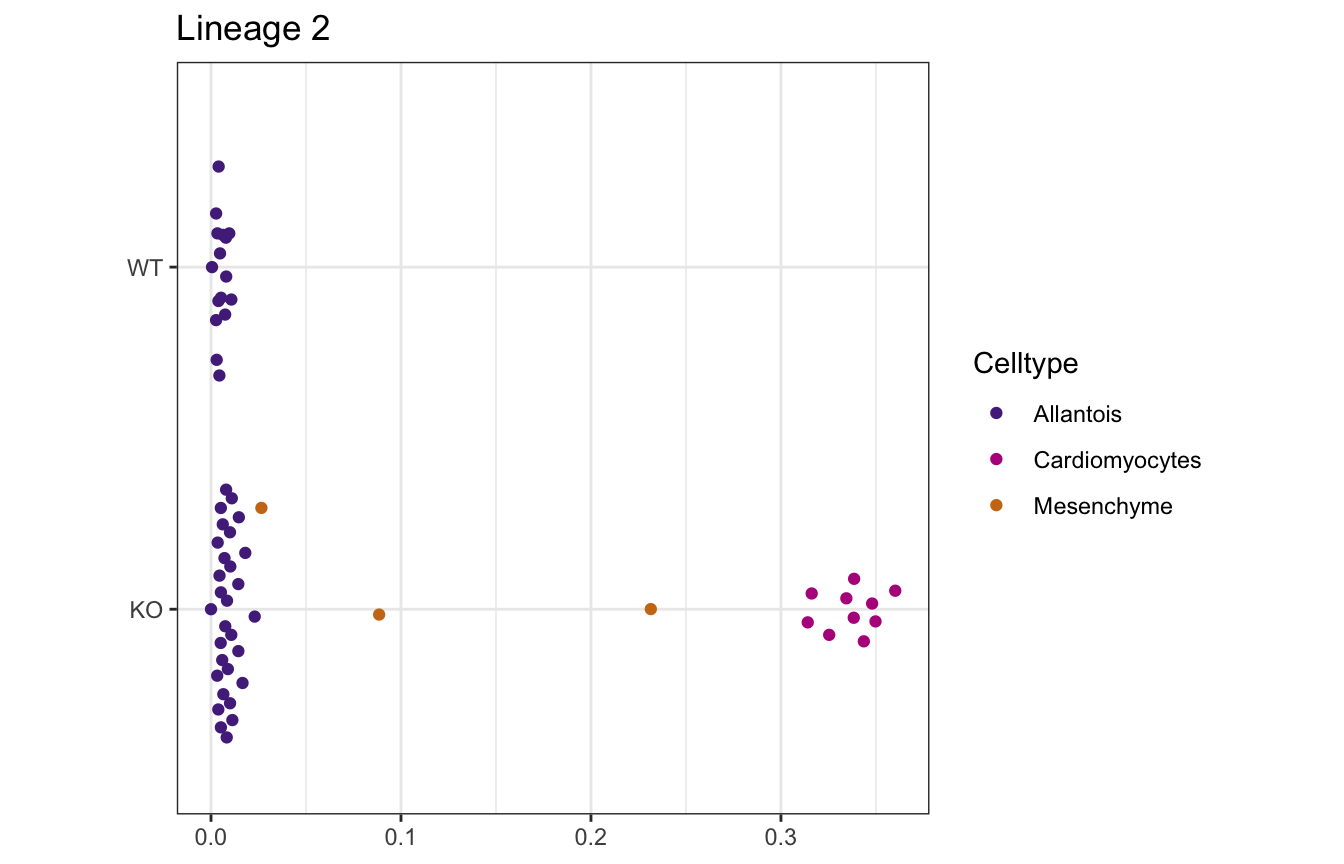 Lineage 2
WT
KO
0.0
0.1
0.2
0.3
Celltype
Allantois
Cardiomyocytes
Mesenchyme